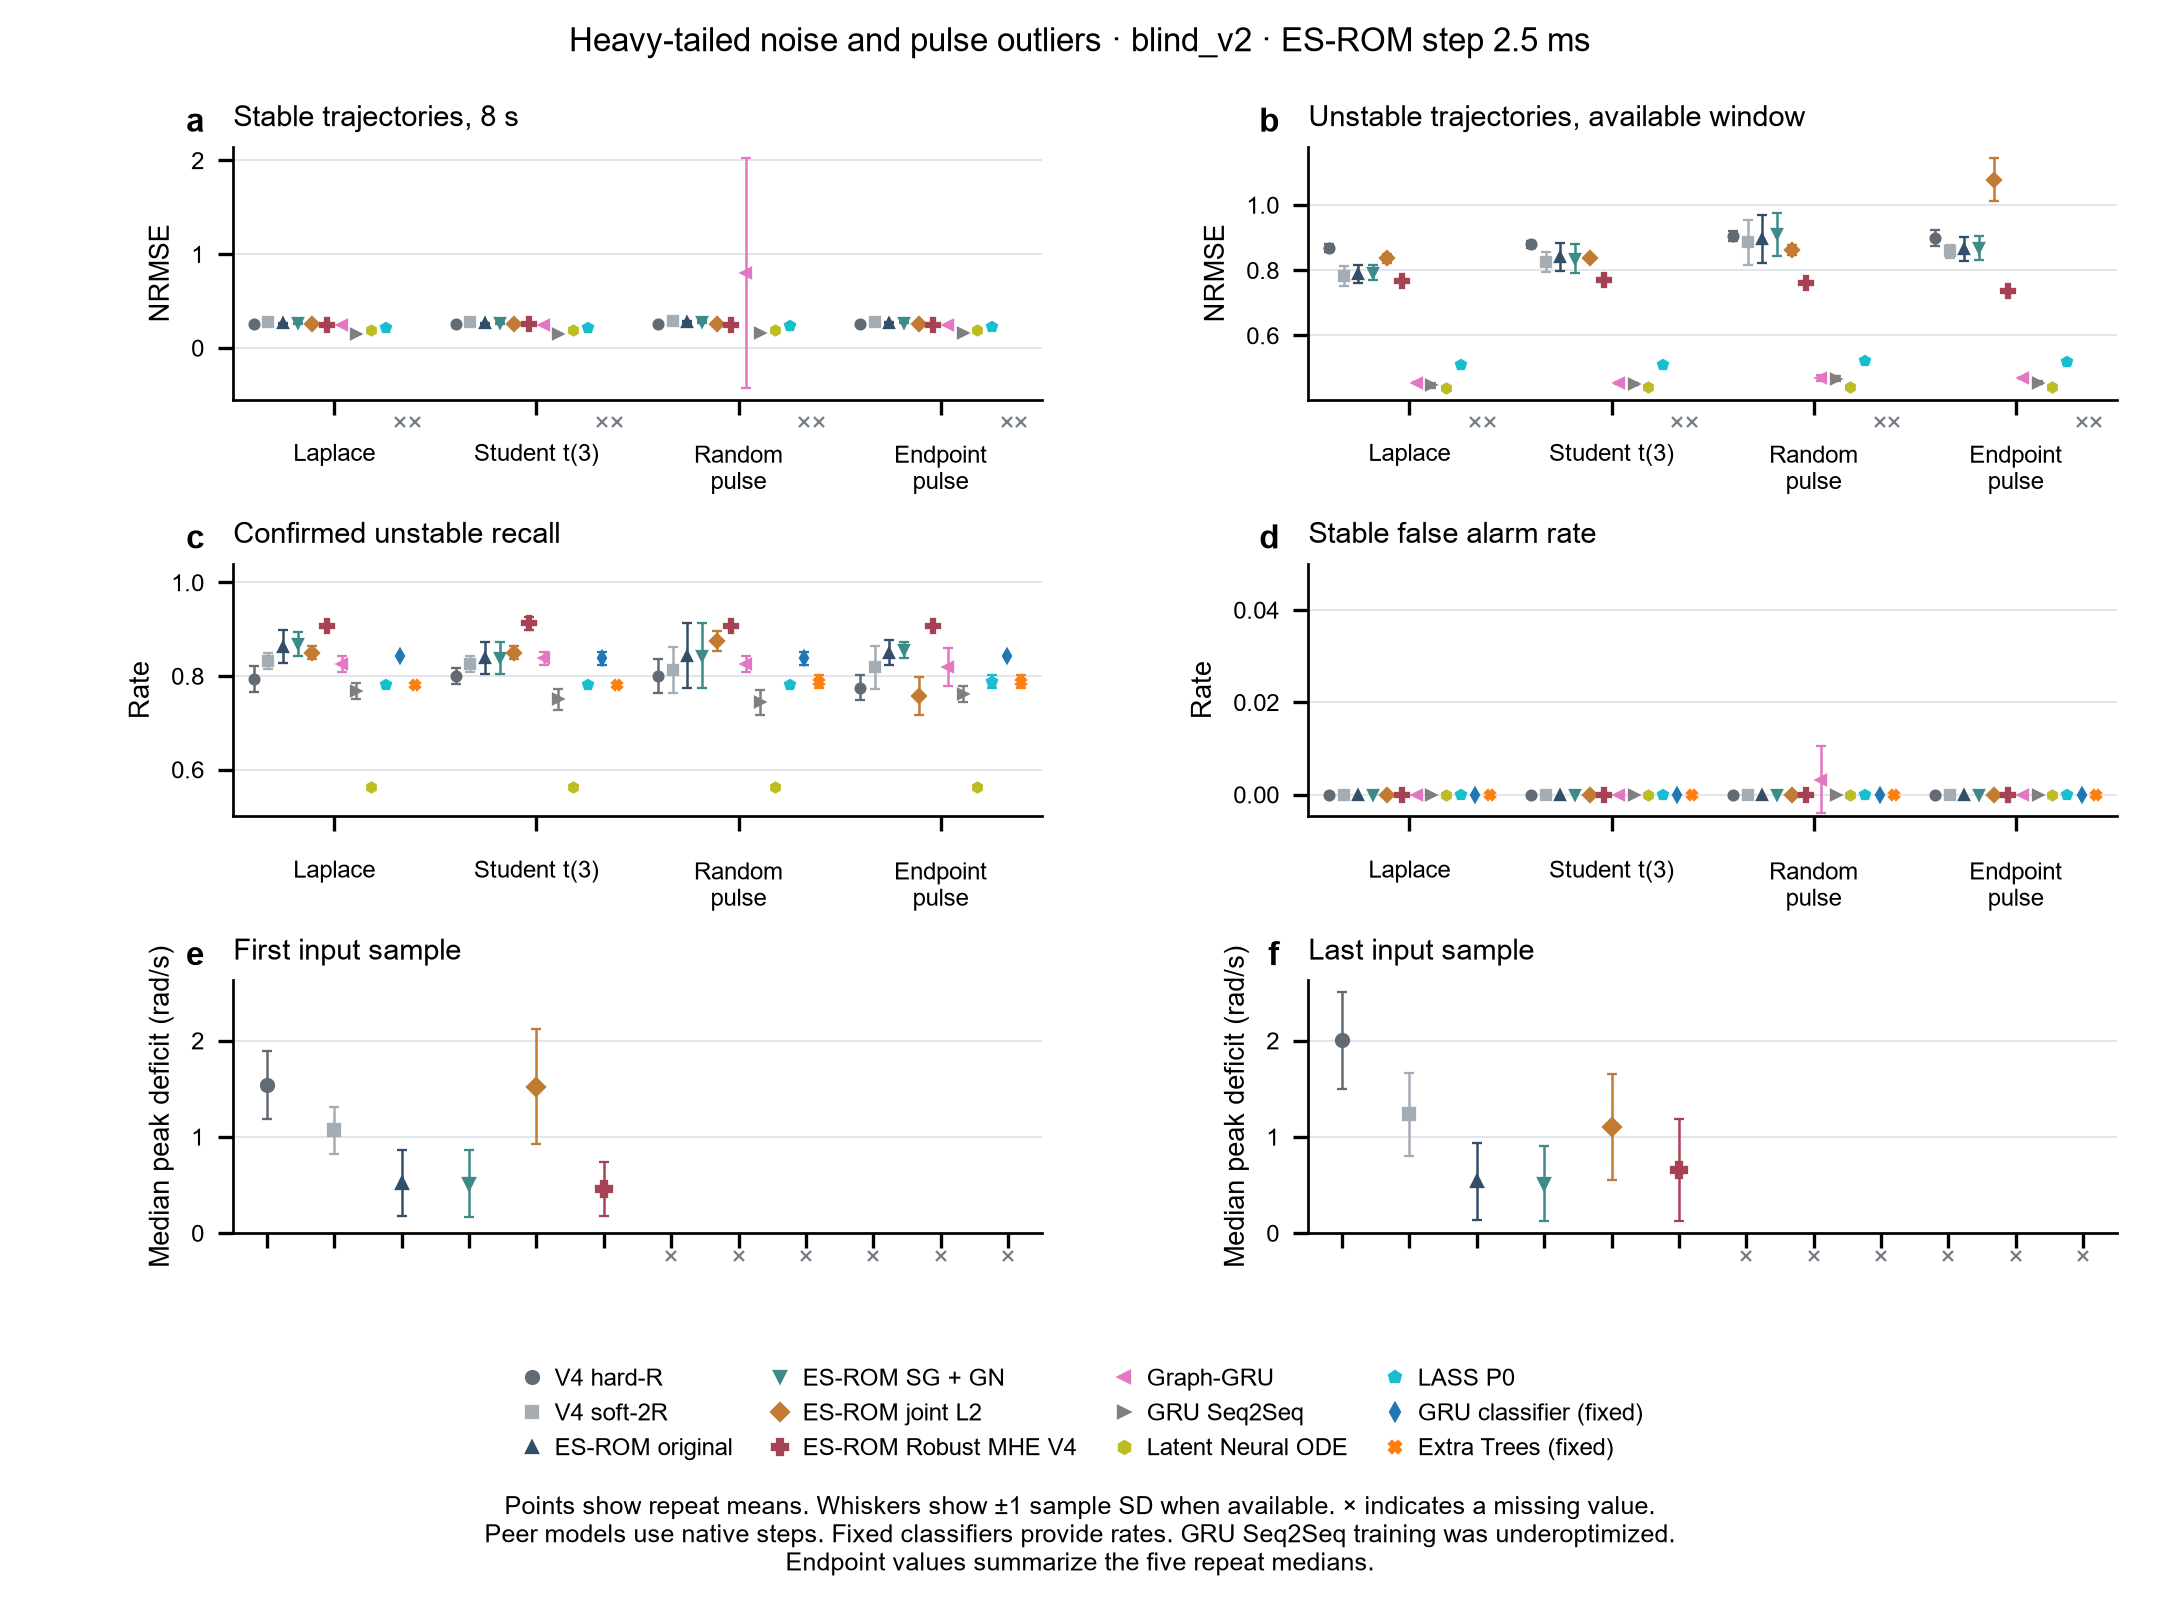 Heavy-tailed noise and pulse outliers · blind_v2 · ES-ROM step 2.5 ms
a Stable trajectories, 8 s
NRMSE
2
1
0
××
××
××
××
Laplace
Student t(3)
Random
pulse
Endpoint
pulse
b Unstable trajectories, available window
NRMSE
1.0
0.8
0.6
××
××
××
××
Laplace
Student t(3)
Random
pulse
Endpoint
pulse
c Confirmed unstable recall
Rate
1.0
0.8
0.6
Laplace
Student t(3)
Random
pulse
Endpoint
pulse
d Stable false alarm rate
Rate
0.04
0.02
0.00
Laplace
Student t(3)
Random
pulse
Endpoint
pulse
e First input sample
Median peak deficit (rad/s)
2
1
0
× × × × × ×
f Last input sample
Median peak deficit (rad/s)
2
1
0
× × × × × ×
V4 hard-R
V4 soft-2R
ES-ROM original
ES-ROM SG + GN
ES-ROM joint L2
ES-ROM Robust MHE V4
Graph-GRU
GRU Seq2Seq
Latent Neural ODE
LASS P0
GRU classifier (fixed)
Extra Trees (fixed)
Points show repeat means. Whiskers show ±1 sample SD when available. × indicates a missing value.
Peer models use native steps. Fixed classifiers provide rates. GRU Seq2Seq training was underoptimized.
Endpoint values summarize the five repeat medians.